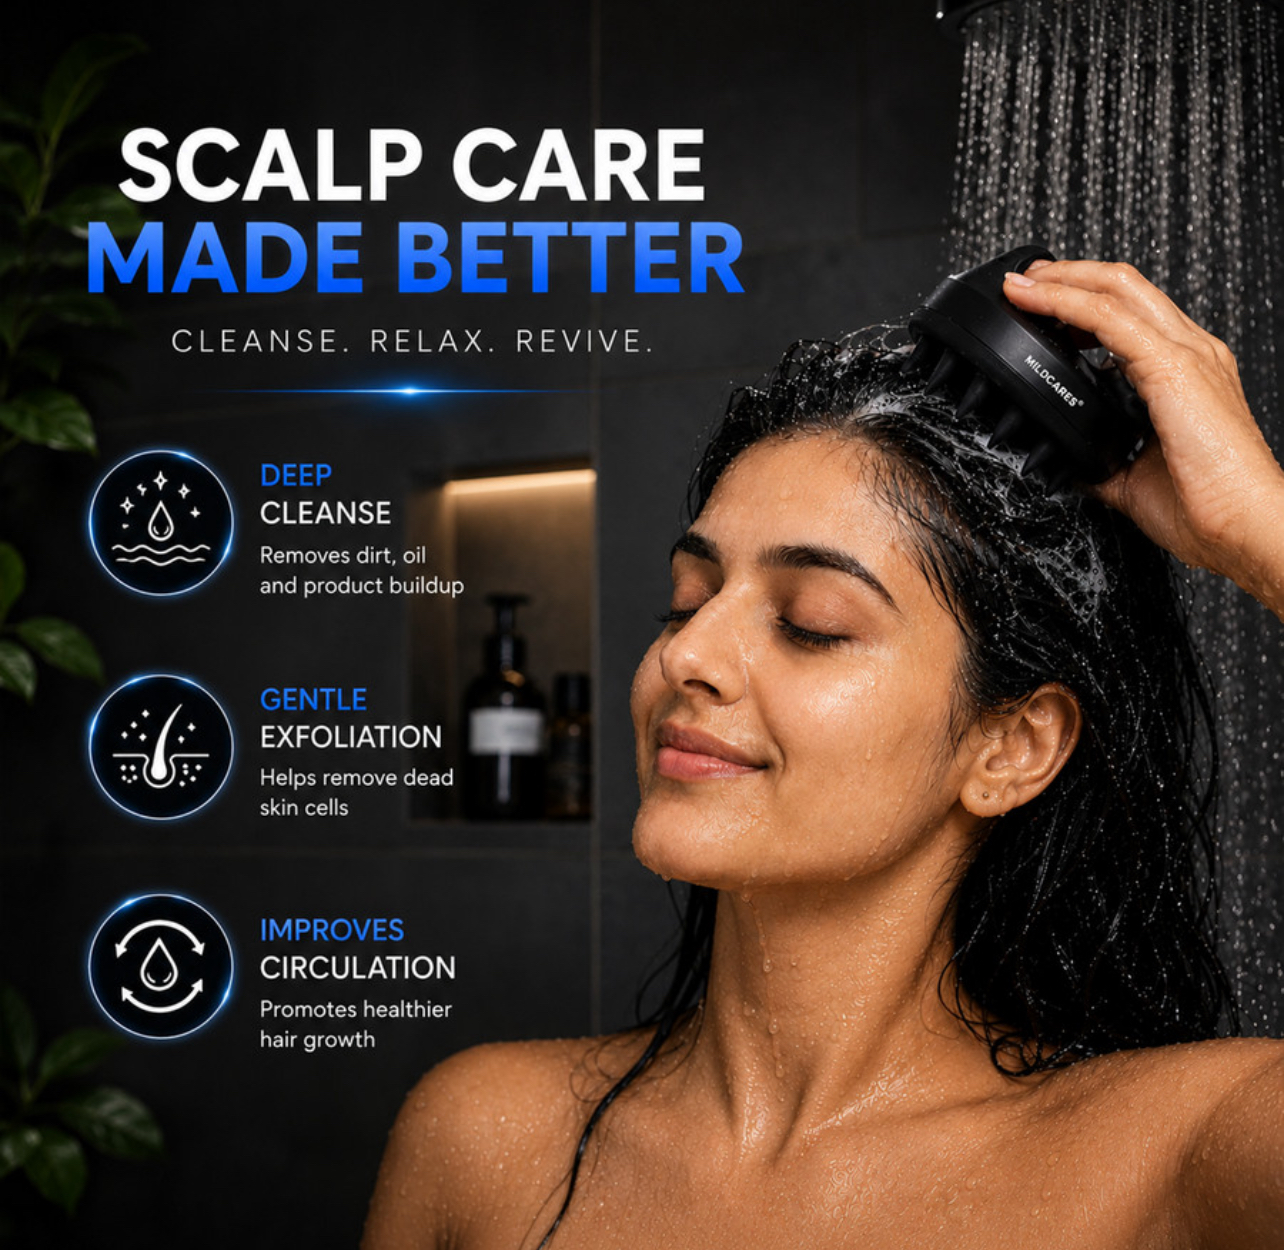 SCALP CARE
MADE BETTER
CLEANSE. RELAX. REVIVE.
DEEP
CLEANSE
Removes dirt, oil
and product buildup
GENTLE
EXFOLIATION
Helps remove dead
skin cells
IMPROVES
CIRCULATION
Promotes healthier
hair growth
MILDCARES®